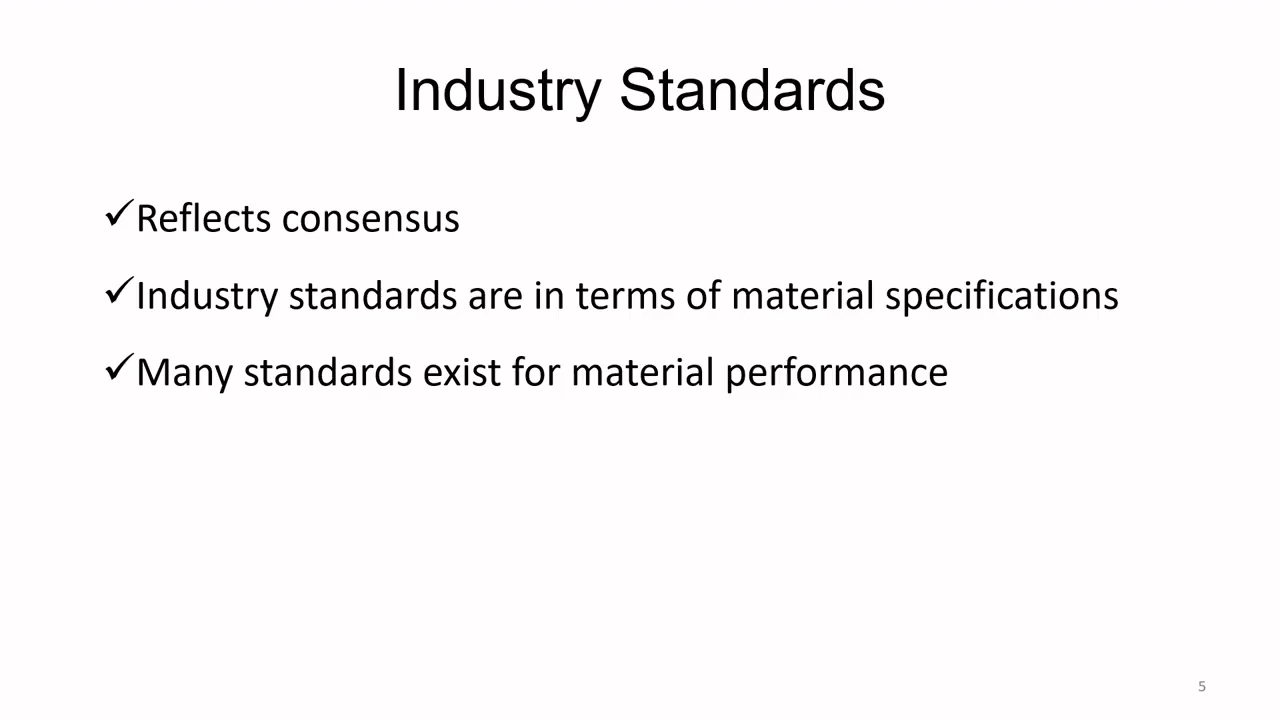 Industry Standards
✓Reflects consensus
✓Industry standards are in terms of material specifications
✓Many standards exist for material performance
5